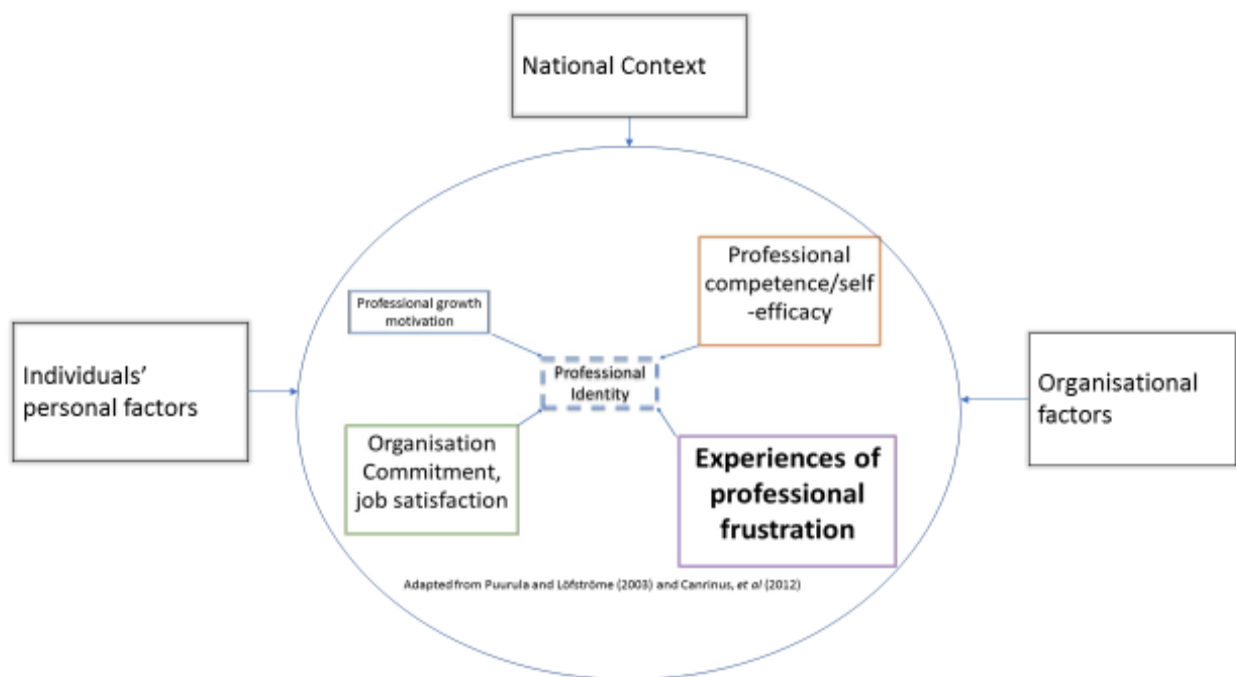 National Context
Professional
competence/self
-efficacy
Professional growth
motivation
Individuals’
personal factors
Professional
Identity
Organisational
factors
Organisation
Commitment,
job satisfaction
Experiences of
professional
frustration
Adapted from Puurula and Löfströme (2003) and Canrinus, et al (2012)